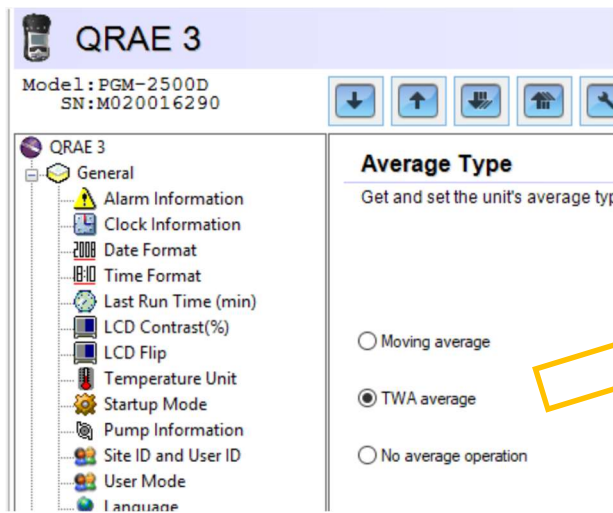 QRAE 3
Model:PGM-2500D
SN:M020016290
QRAE 3
General
Alarm Information
Clock Information
2008 Date Format
18:10 Time Format
Last Run Time (min)
LCD Contrast(%)
LCD Flip
Temperature Unit
Startup Mode
Pump Information
Site ID and User ID
User Mode
Language
Average Type
Get and set the unit's average typ
Moving average
TWA average
No average operation